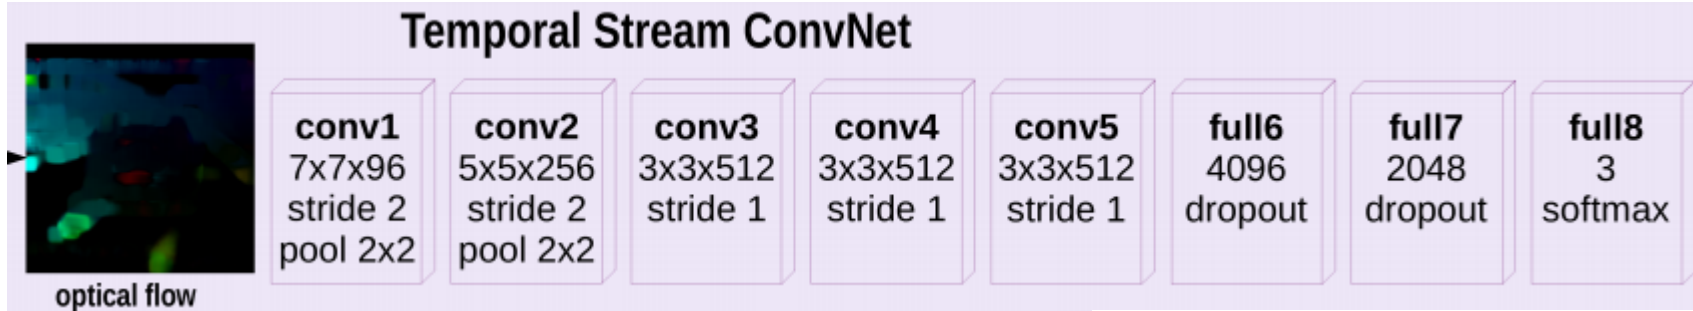 Temporal Stream ConvNet
optical flow
conv1
7x7x96
stride 2
pool 2x2
conv2
5x5x256
stride 2
pool 2x2
conv3
3x3x512
stride 1
conv4
3x3x512
stride 1
conv5
3x3x512
stride 1
full6
4096
dropout
full7
2048
dropout
full8
3
softmax